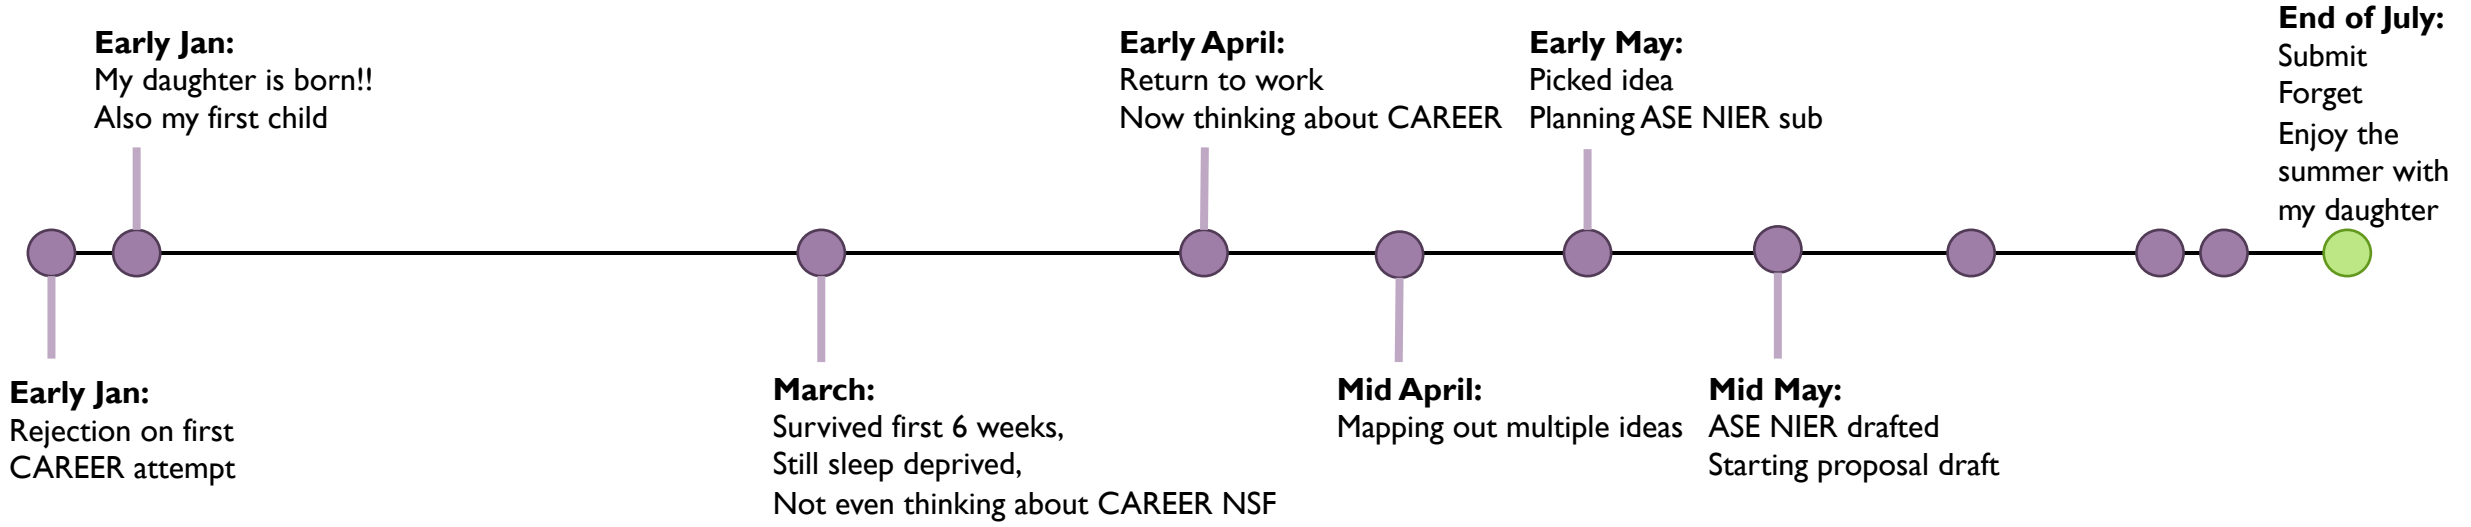 Early Jan:
My daughter is born!!
Also my first child
Early Jan:
Rejection on first
CAREER attempt
March:
Survived first 6 weeks,
Still sleep deprived,
Not even thinking about CAREER NSF
Early April:
Return to work
Now thinking about CAREER
Mid April:
Mapping out multiple ideas
Early May:
Picked idea
Planning ASE NIER sub
Mid May:
ASE NIER drafted
Starting proposal draft
End of July:
Submit
Forget
Enjoy the
summer with
my daughter